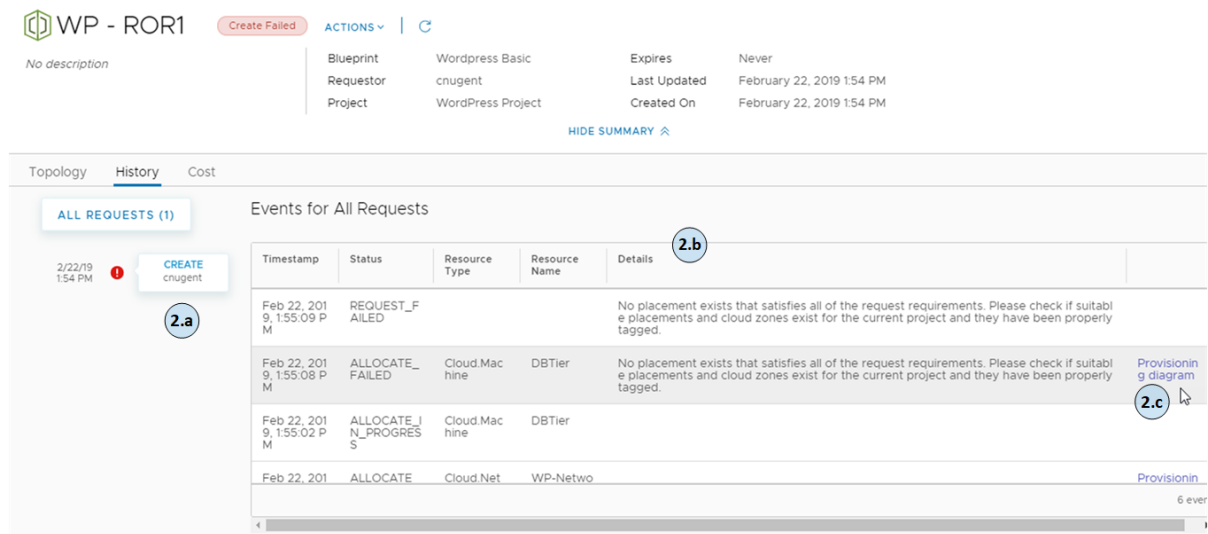 WP - ROR1 Create Failed ACTIONS
No description
Blueprint Wordpress Basic Expires Never
Requestor cnugent Last Updated February 22, 2019 1:54 PM
Project WordPress Project Created On February 22, 2019 1:54 PM
HIDE SUMMARY
Topology History Cost
ALL REQUESTS (1)
Events for All Requests
2/22/19
1:54 PM
CREATE
cnugent
2.a
2.b
Timestamp Status Resource
Type Resource
Name Details
Feb 22, 201
9, 1:55:09 P
M
REQUEST_F
AILED
No placement exists that satisfies all of the request requirements. Please check if suitabl
e placements and cloud zones exist for the current project and they have been properly
tagged.
Feb 22, 201
9, 1:55:08 P
M
ALLOCATE_
FAILED
Cloud.Mac
hine
DBTier
No placement exists that satisfies all of the request requirements. Please check if suitabl
e placements and cloud zones exist for the current project and they have been properly
tagged.
Provisionin
g diagram
2.c
Feb 22, 201
9, 1:55:02 P
M
ALLOCATE_I
N_PROGRES
S
Cloud.Mac
hine
DBTier
Feb 22, 201 ALLOCATE Cloud.Net WP-Netwo Provisionin
6 ever